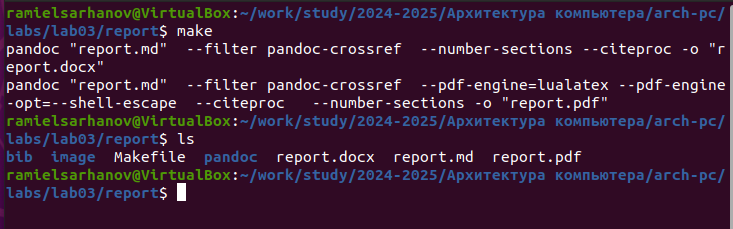 ramielsarhanov@VirtualBox:~/work/study/2024-2025/Архитектура компьютера/arch-pc/
labs/lab03/report$ make
pandoc "report.md"  --filter pandoc-crossref  --number-sections --citeproc -o "r
eport.docx"
pandoc "report.md"  --filter pandoc-crossref  --pdf-engine=lualatex --pdf-engine
-opt=--shell-escape  --citeproc   --number-sections -o "report.pdf"
ramielsarhanov@VirtualBox:~/work/study/2024-2025/Архитектура компьютера/arch-pc/
labs/lab03/report$ ls
bib  image  Makefile  pandoc  report.docx  report.md  report.pdf
ramielsarhanov@VirtualBox:~/work/study/2024-2025/Архитектура компьютера/arch-pc/
labs/lab03/report$